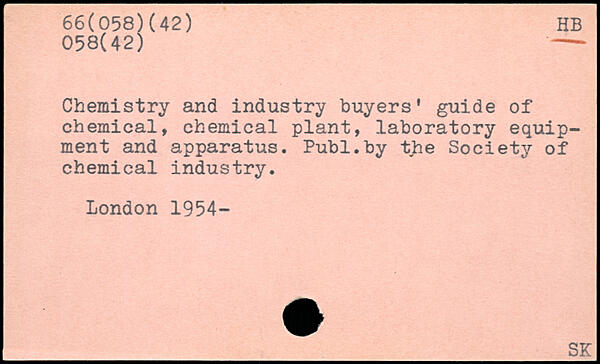 66(058)(42)
HB
058(42)
Chemistry and industry buyers' guide of
chemical, chemical plant, laboratory equip-
ment and apparatus. Publ.by the Society of
chemical industry.
London 1954-
SK